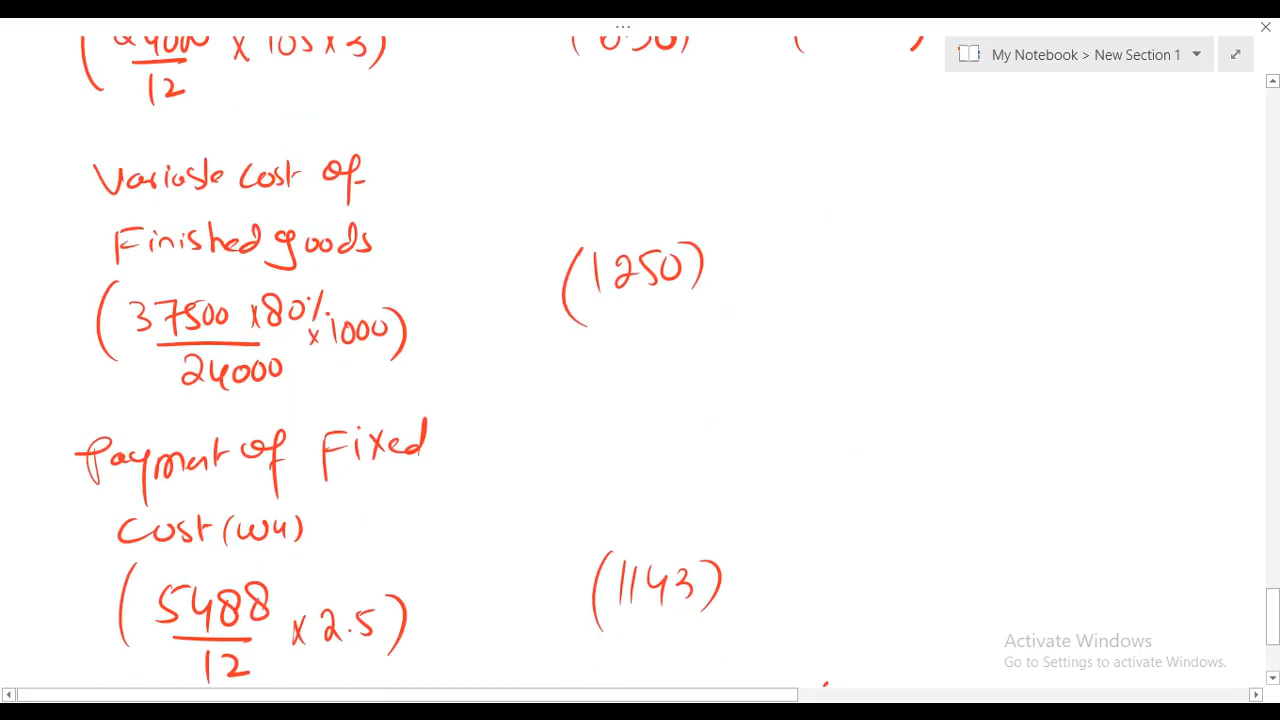 My Notebook > New Section 1
12
Variable Cost of
Finished goods
(1250)
( 37500 x 80%
x 1000 )
24000
Payment of Fixed
Cost (W4)
(1143)
( 5488 x 2.5 )
12
Activate Windows
Go to Settings to activate Windows.